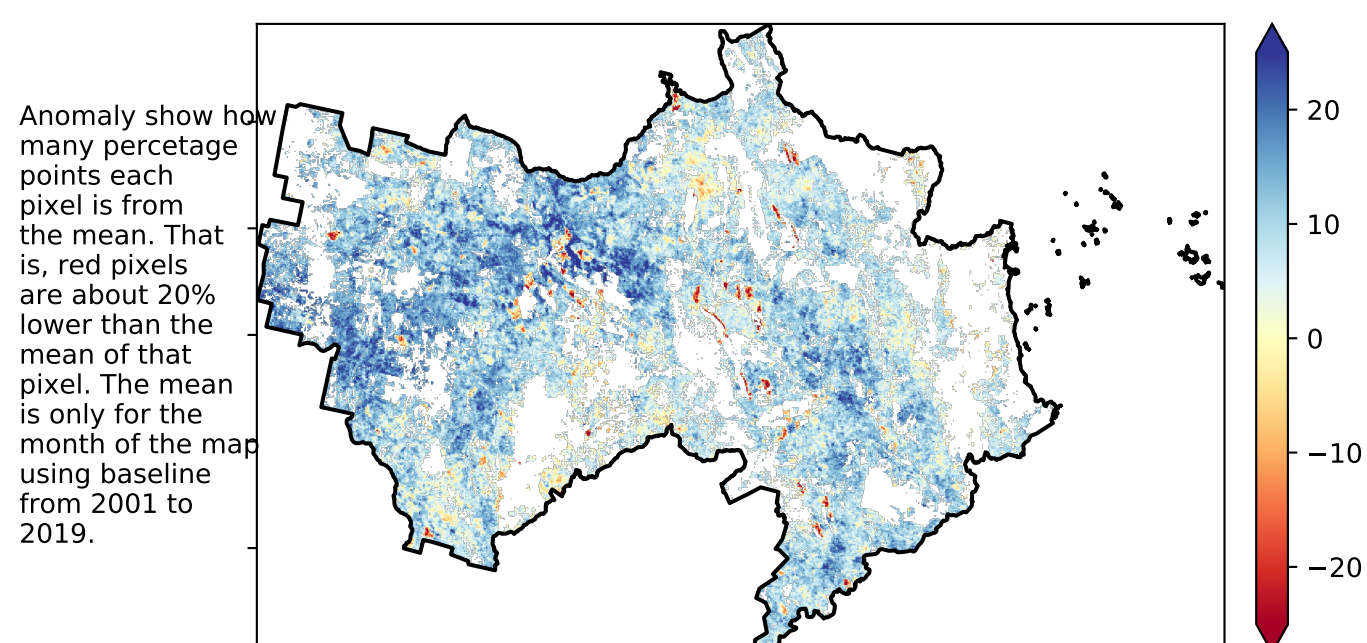 Anomaly show how
many percetage
points each
pixel is from
the mean. That
is, red pixels
are about 20%
lower than the
mean of that
pixel. The mean
is only for the
month of the map
using baseline
from 2001 to
2019.
20
10
0
−10
−20